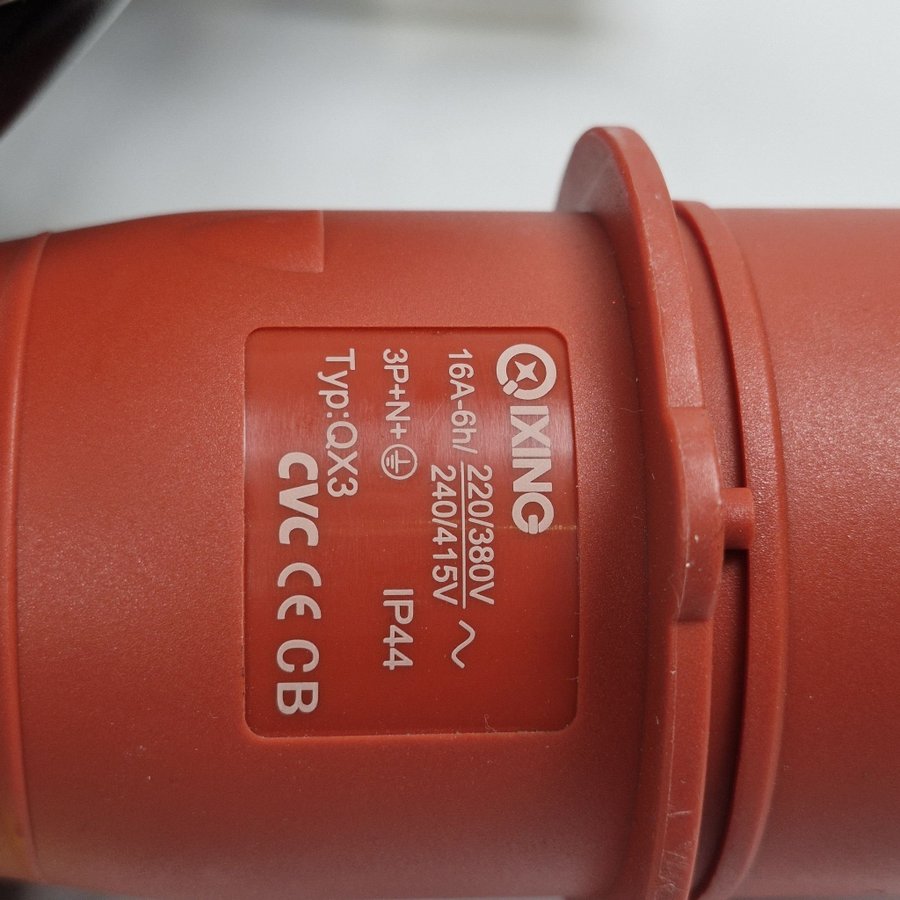 QIXING
16A-6h/ 220/380V ~
240/415V
3P+N+⏚ IP44
Typ:QX3
CVC CE CB